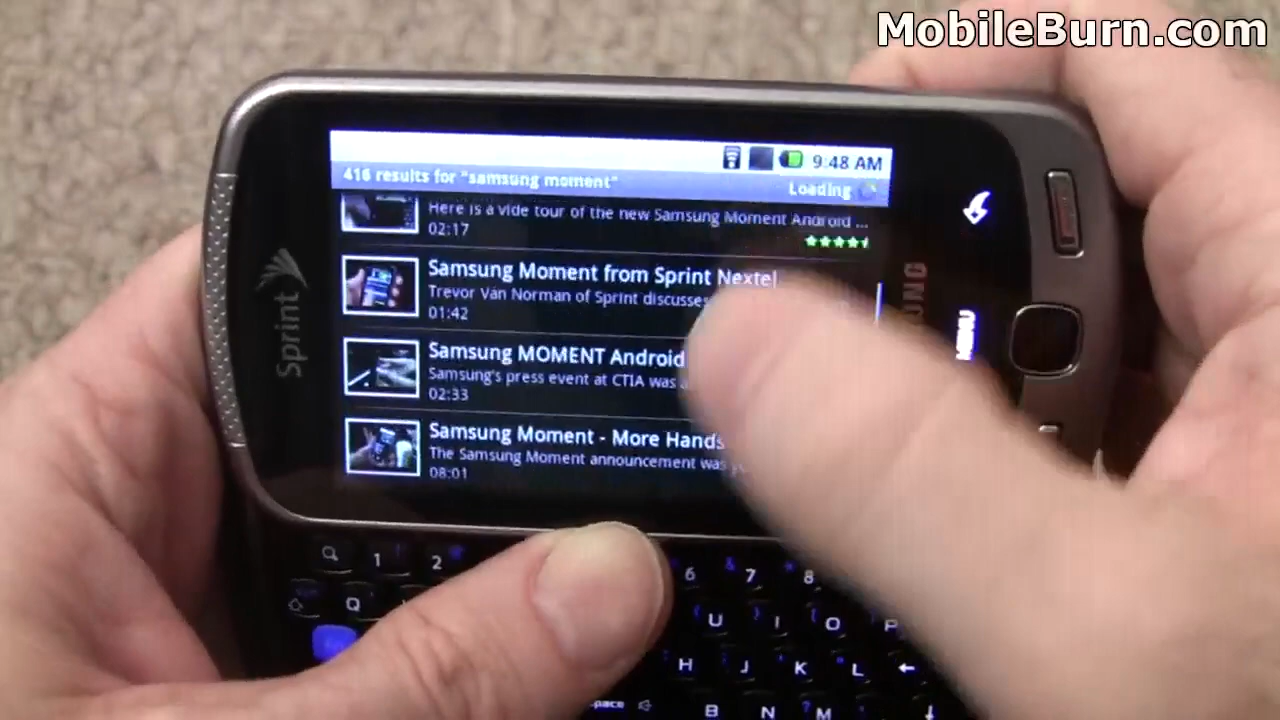 MobileBurn.com
9:48 AM
416 results for "samsung moment"
Loading
Here is a vide tour of the new Samsung Moment Android ...
02:17
Samsung Moment from Sprint Nextel
Trevor Van Norman of Sprint discusses
01:42
Samsung MOMENT Android
Samsung's press event at CTIA was
02:33
Samsung Moment - More Hands
The Samsung Moment announcement was
08:01
Sprint
MENU
1 2 6 7 8
Q U I O P
H J K L
B N M